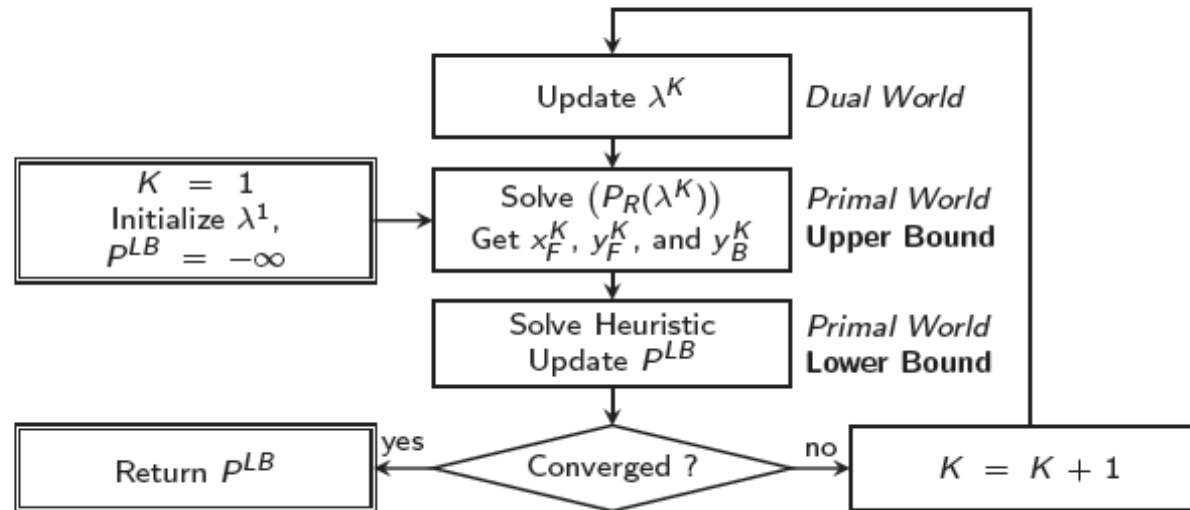 Update λ^K
Dual World
K = 1
Initialize λ^1,
P^{LB} = −∞
Solve (P_R(λ^K))
Get x_F^K, y_F^K, and y_B^K
Primal World
Upper Bound
Solve Heuristic
Update P^{LB}
Primal World
Lower Bound
Return P^{LB}
yes
Converged ?
no
K = K + 1